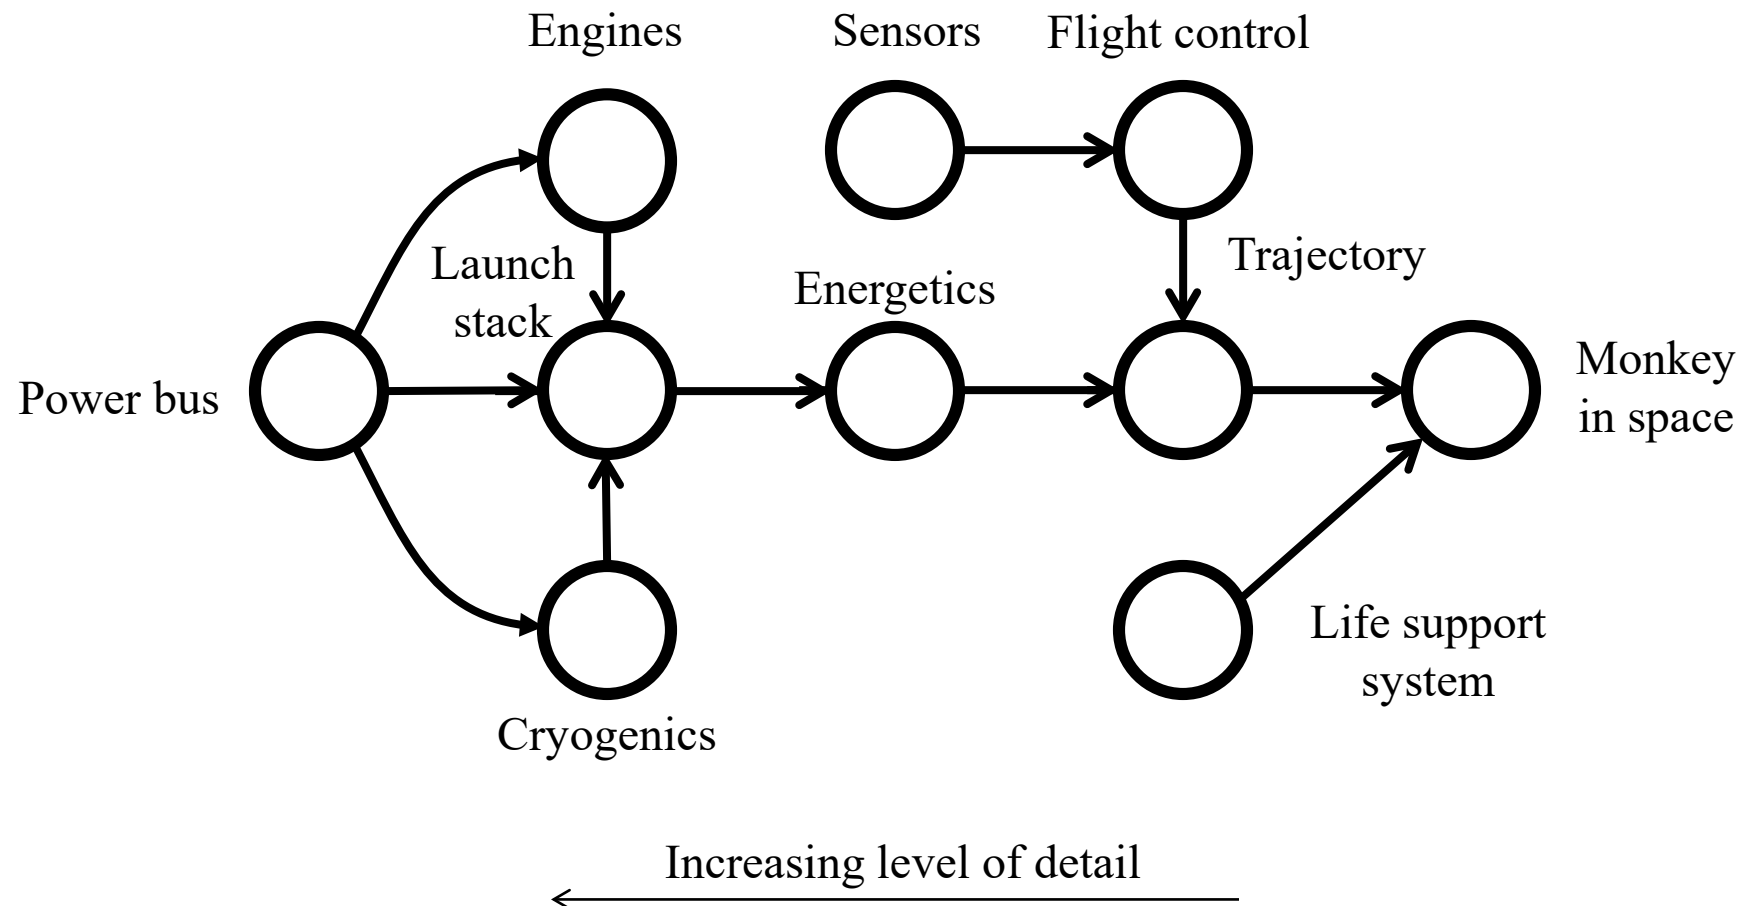 Engines
Sensors
Flight control
Launch
stack
Energetics
Trajectory
Power bus
Monkey
in space
Life support
system
Cryogenics
Increasing level of detail